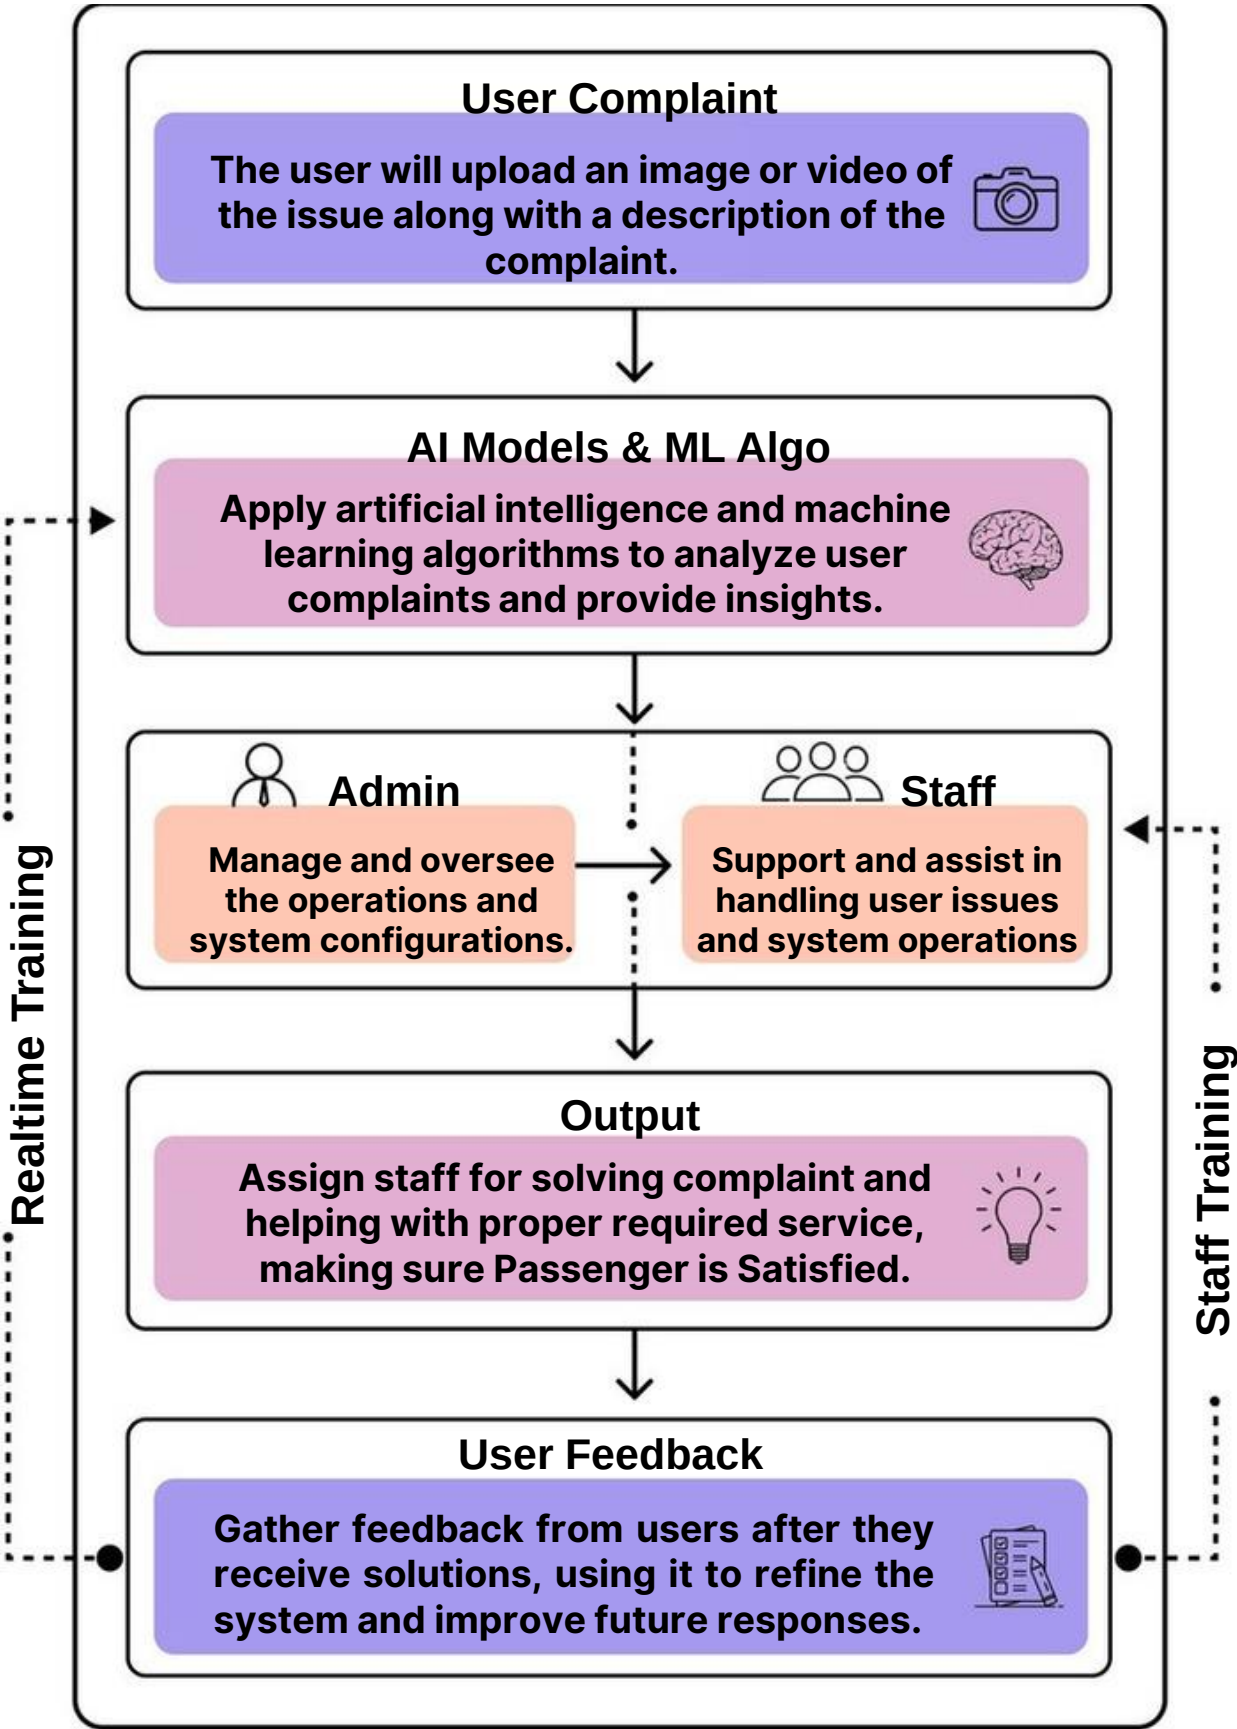 User Complaint
The user will upload an image or video of
the issue along with a description of the
complaint.
AI Models & ML Algo
Apply artificial intelligence and machine
learning algorithms to analyze user
complaints and provide insights.
Admin
Manage and oversee
the operations and
system configurations.
Staff
Support and assist in
handling user issues
and system operations
Output
Assign staff for solving complaint and
helping with proper required service,
making sure Passenger is Satisfied.
User Feedback
Gather feedback from users after they
receive solutions, using it to refine the
system and improve future responses.
Realtime Training
Staff Training